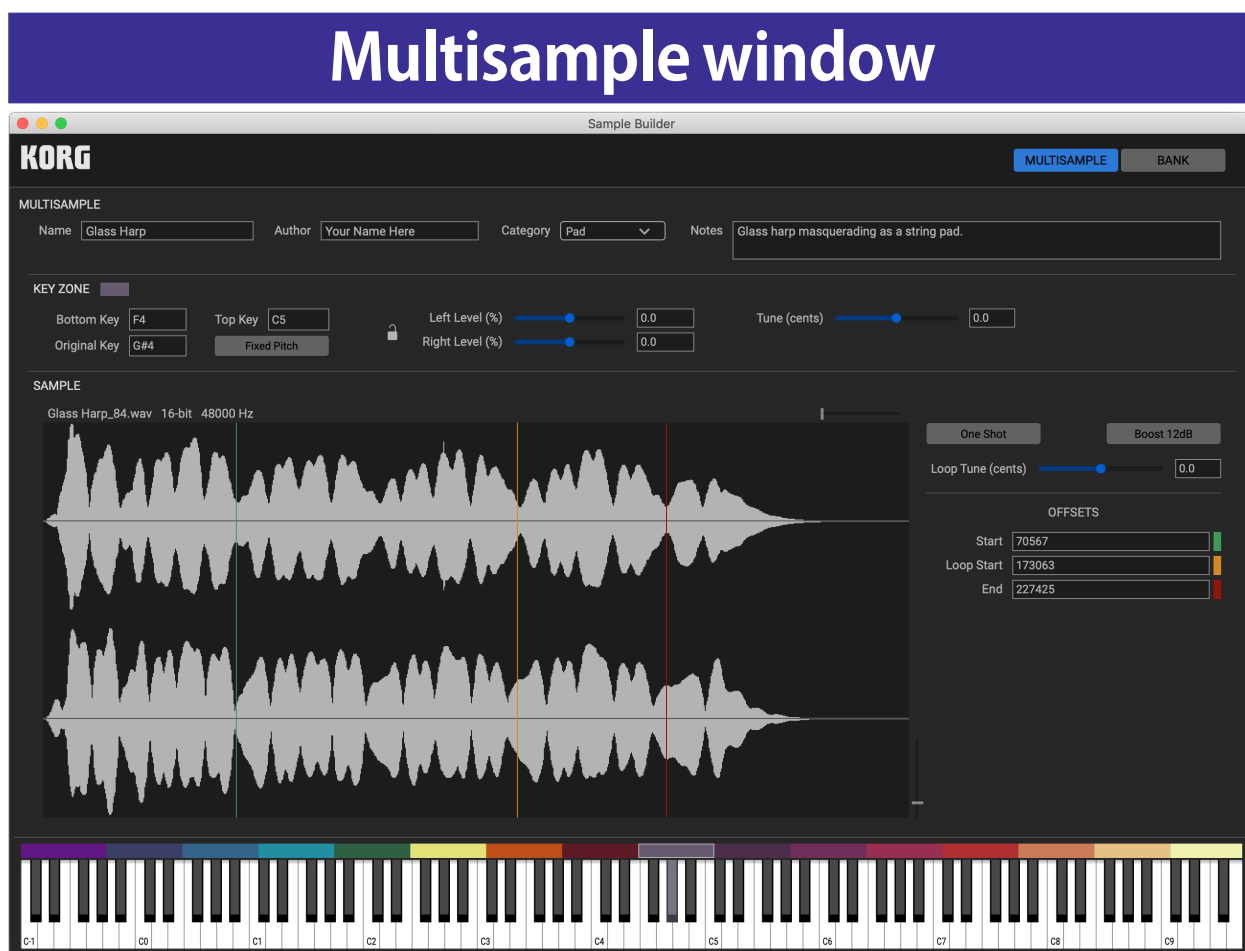 Multisample window
Sample Builder
KORG
MULTISAMPLE BANK
MULTISAMPLE
Name Glass Harp Author Your Name Here Category Pad Notes Glass harp masquerading as a string pad.
KEY ZONE
Bottom Key F4 Top Key C5 Left Level (%) 0.0 Tune (cents) 0.0
Original Key G#4 Fixed Pitch Right Level (%) 0.0
SAMPLE
Glass Harp_84.wav 16-bit 48000 Hz
One Shot Boost 12dB
Loop Tune (cents) 0.0
OFFSETS
Start 70567
Loop Start 173063
End 227425
C-1 C0 C1 C2 C3 C4 C5 C6 C7 C8 C9